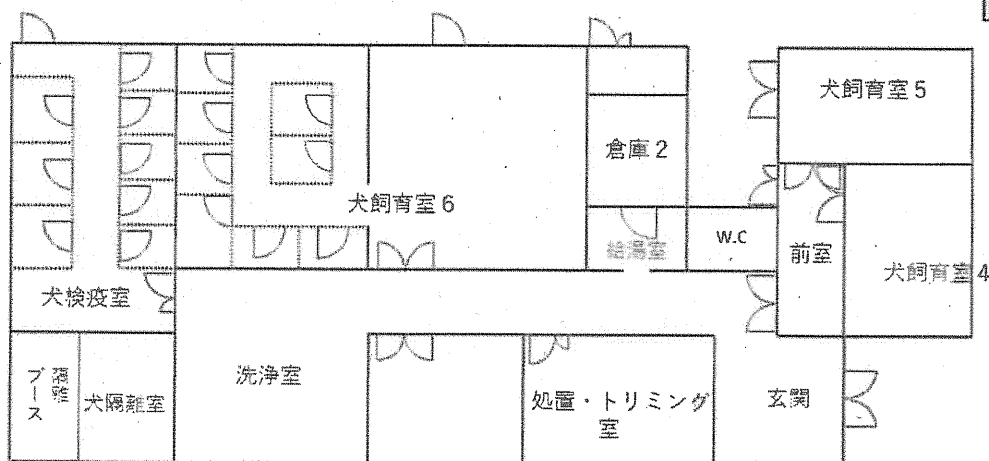 犬飼育室5
倉庫2
犬飼育室6
給湯室
w.c
前室
犬飼育室4
犬検疫室
隔離
ブース
犬隔離室
洗浄室
処置・トリミング
室
玄関